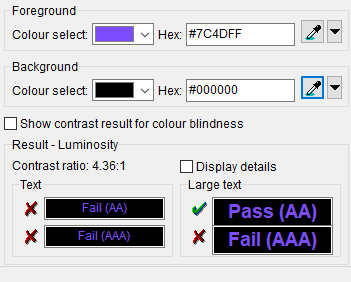 Foreground
Colour select: Hex: #7C4DFF
Background
Colour select: Hex: #000000
Show contrast result for colour blindness
Result - Luminosity
Contrast ratio: 4.36:1 Display details
Text Large text
Fail (AA) Pass (AA)
Fail (AAA) Fail (AAA)